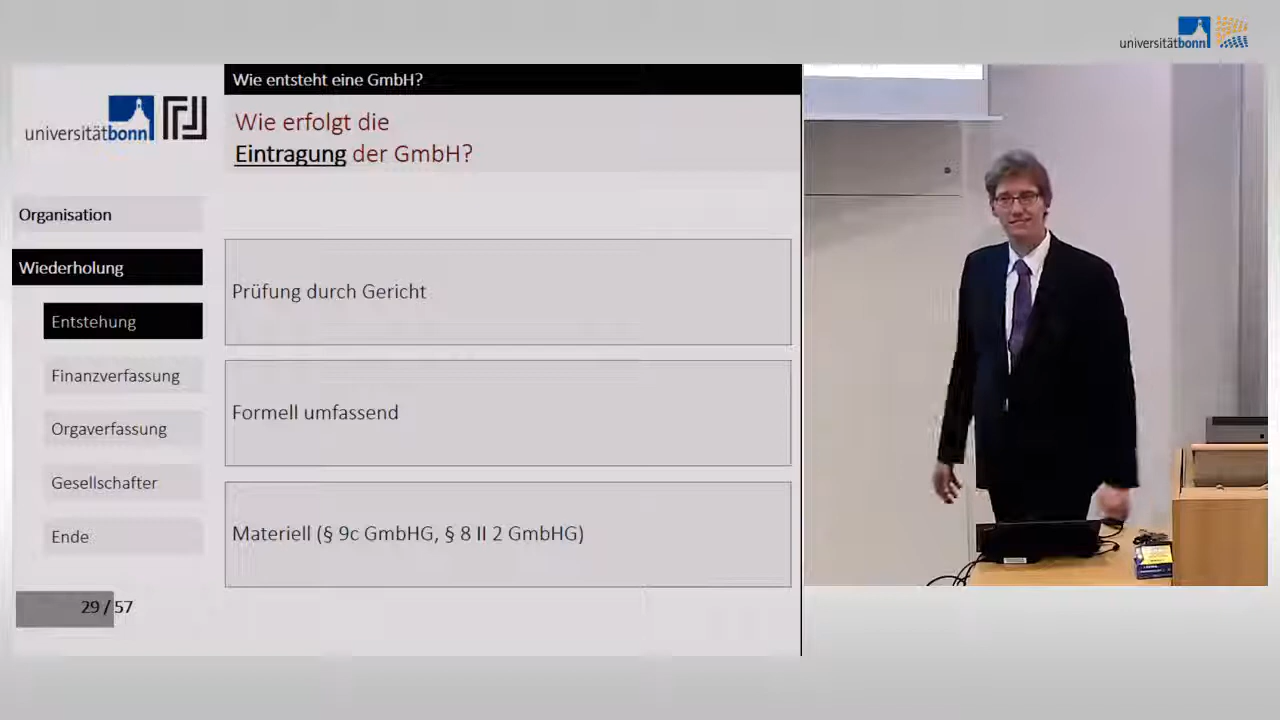 universitätbonn
Wie entsteht eine GmbH?
universitätbonn
Wie erfolgt die
Eintragung der GmbH?
Organisation
Wiederholung
Entstehung
Finanzverfassung
Orgaverfassung
Gesellschafter
Ende
29 / 57
Prüfung durch Gericht
Formell umfassend
Materiell (§ 9c GmbHG, § 8 II 2 GmbHG)